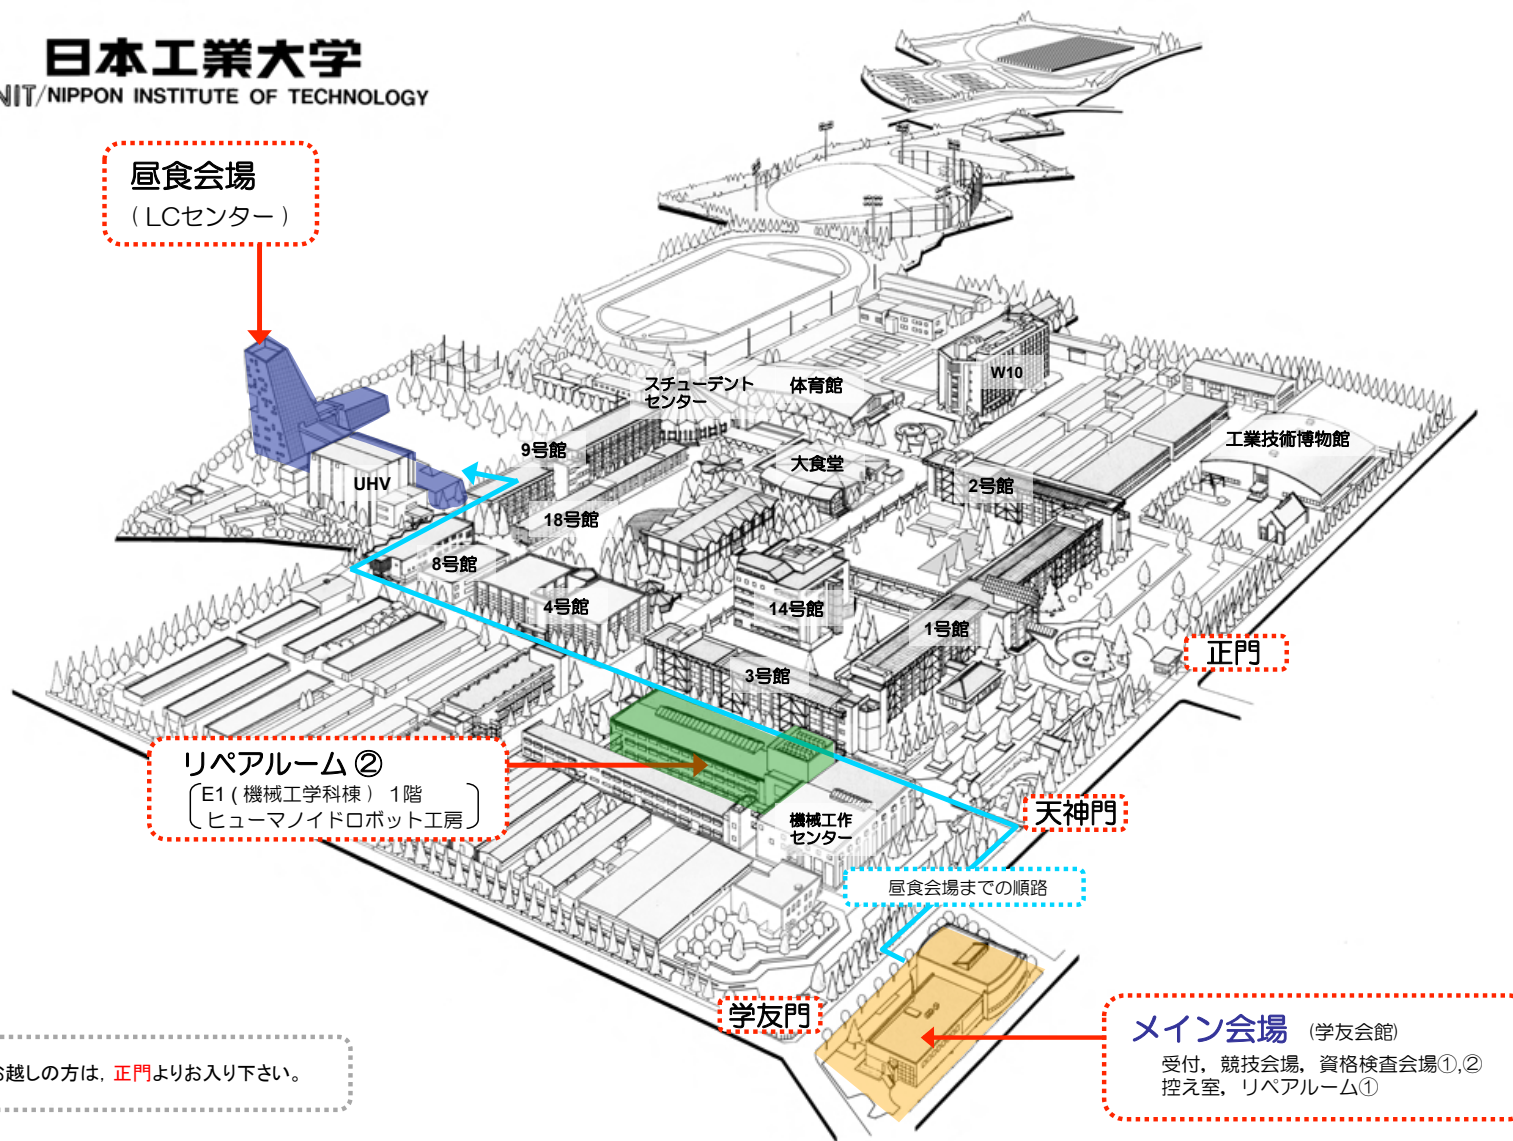 日本工業大学
NIT/NIPPON INSTITUTE OF TECHNOLOGY
昼食会場
（LCセンター）
スチューデント
センター
体育館
W10
工業技術博物館
9号館
大食堂
2号館
UHV
18号館
8号館
4号館
14号館
1号館
正門
3号館
リペアルーム②
E1（機械工学科棟） 1階
ヒューマノイドロボット工房
天神門
機械工作
センター
昼食会場までの順路
学友門
メイン会場 (学友会館)
受付，競技会場，資格検査会場①,②
控え室，リペアルーム①
お越しの方は, 正門よりお入り下さい。